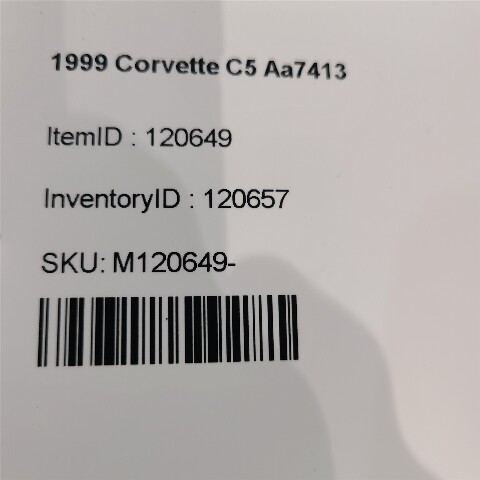 1999 Corvette C5 Aa7413
ItemID : 120649
InventoryID : 120657
SKU: M120649-